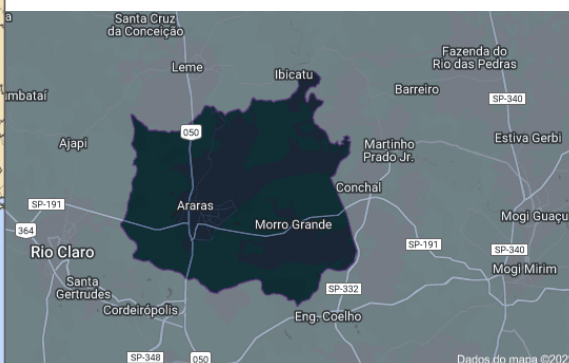 Santa Cruz
da Conceição
Leme
Ibicatu
Fazenda do
Rio das Pedras
Barreiro
SP-340
050
Ajapi
Martinho
Prado Jr.
Estiva Gerbi
Conchal
SP-191
Araras
Morro Grande
Mogi Guaçu
364
Rio Claro
SP-191
SP-340
Mogi Mirim
Santa
Gertrudes
SP-332
Cordeirópolis
Eng. Coelho
SP-348
050
Dados do mapa ©202